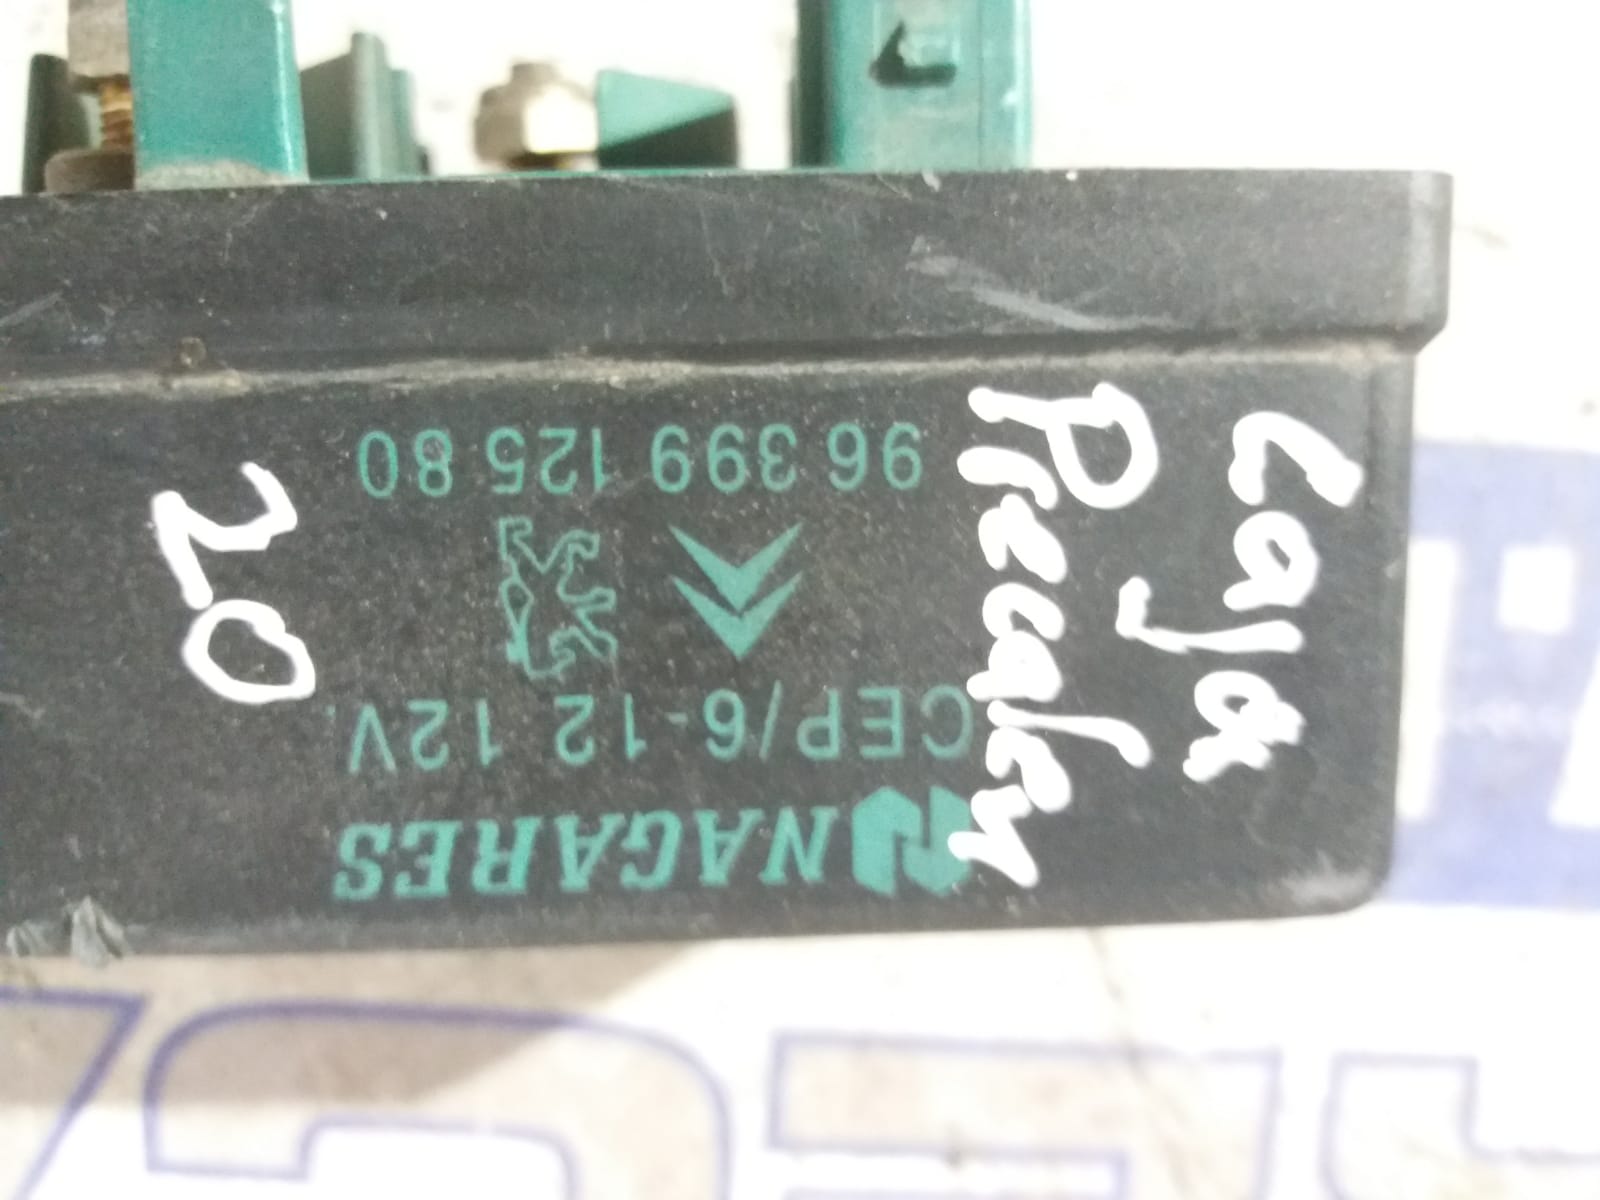 NAGARES
CEP/6-12 12V.
96 399 125 80
Caja
Precalen
20